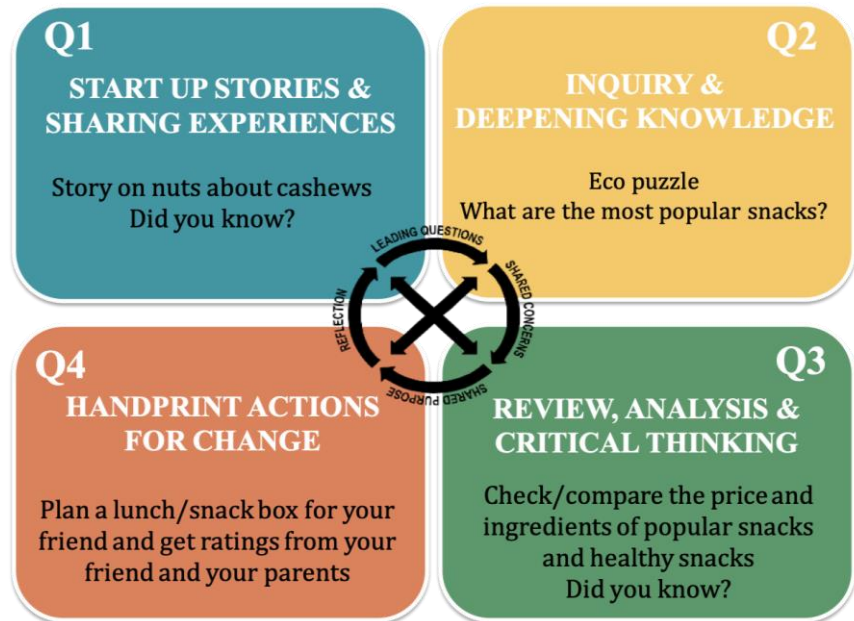 Q1
START UP STORIES &
SHARING EXPERIENCES
Story on nuts about cashews
Did you know?
Q2
INQUIRY &
DEEPENING KNOWLEDGE
Eco puzzle
What are the most popular snacks?
LEADING QUESTIONS
SHARED CONCERNS
SHARED PURPOSE
REFLECTION
Q4
HANDPRINT ACTIONS
FOR CHANGE
Plan a lunch/snack box for your
friend and get ratings from your
friend and your parents
Q3
REVIEW, ANALYSIS &
CRITICAL THINKING
Check/compare the price and
ingredients of popular snacks
and healthy snacks
Did you know?